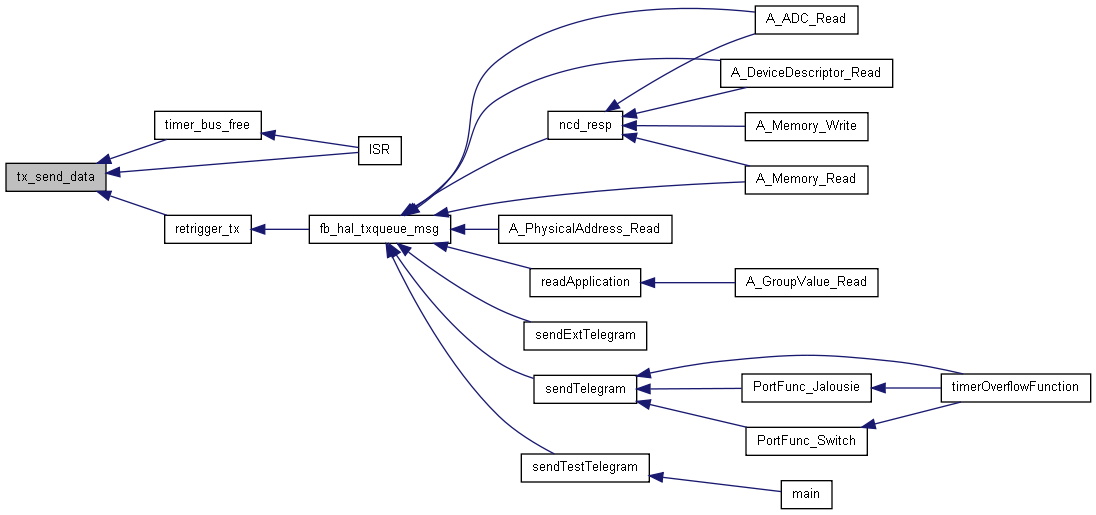 A_ADC_Read
A_DeviceDescriptor_Read
timer_bus_free
ncd_resp
A_Memory_Write
ISR
tx_send_data
A_Memory_Read
retrigger_tx
fb_hal_txqueue_msg
A_PhysicalAddress_Read
readApplication
A_GroupValue_Read
sendExtTelegram
sendTelegram
PortFunc_Jalousie
timerOverflowFunction
PortFunc_Switch
sendTestTelegram
main